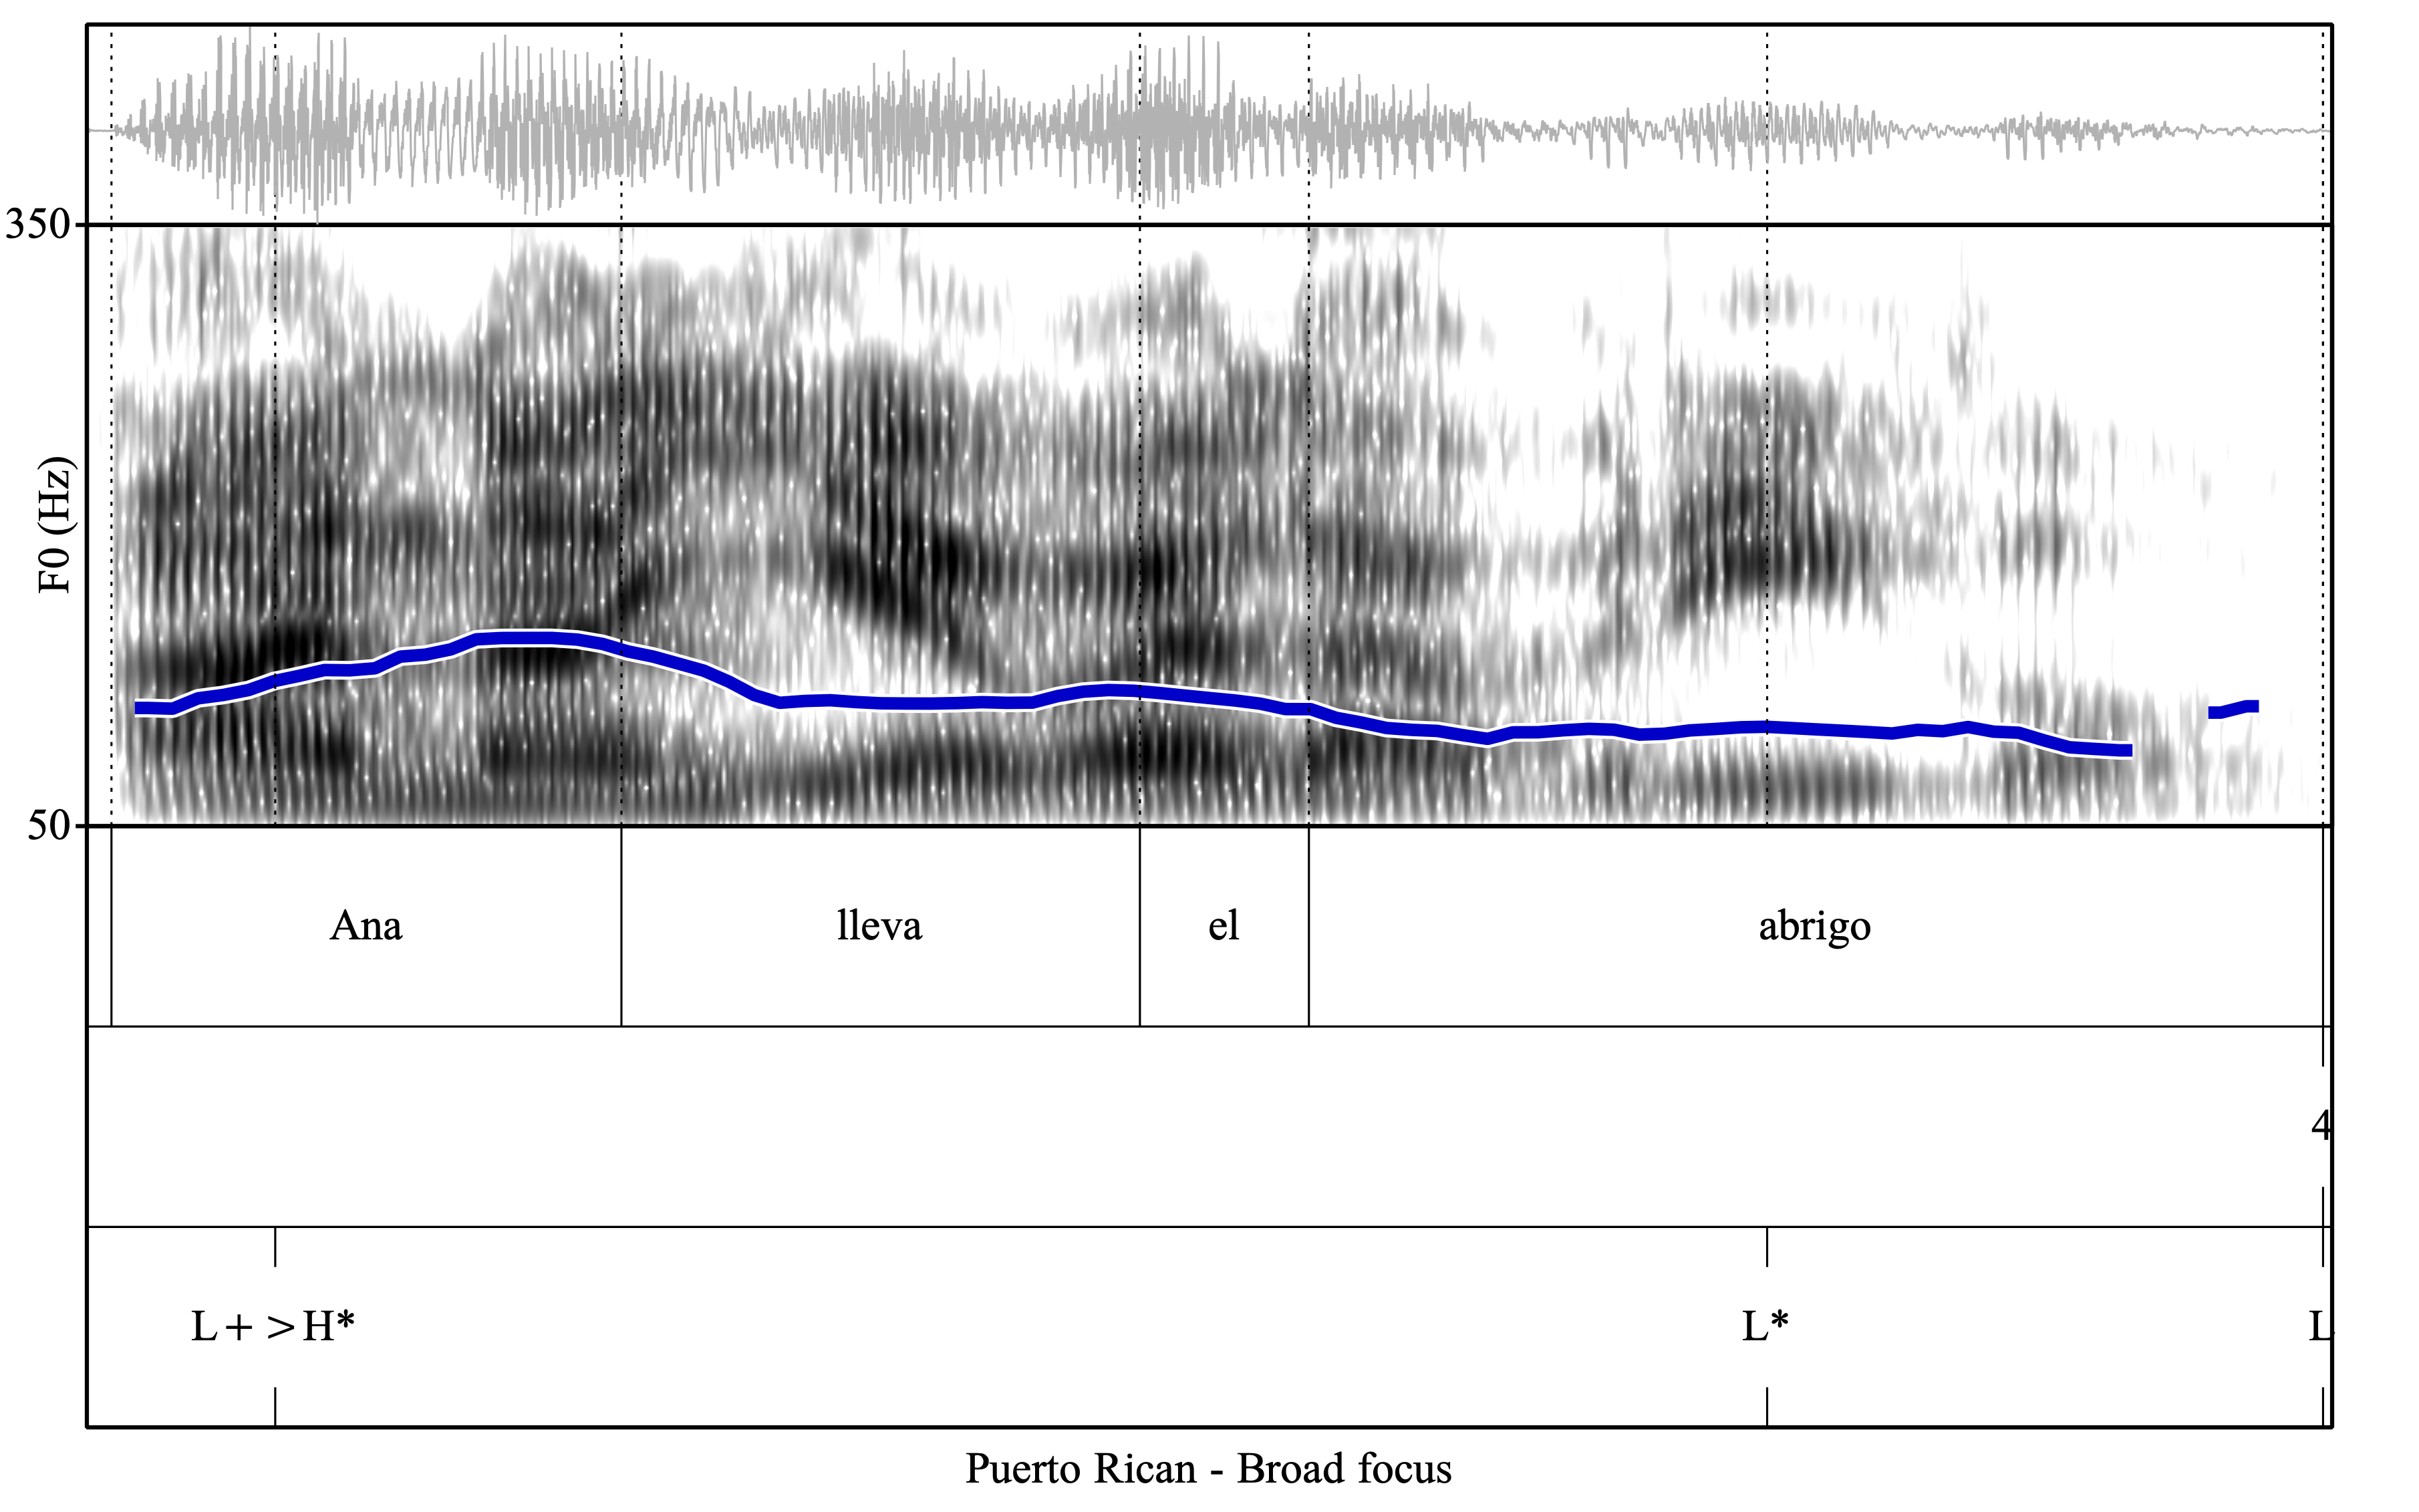 350
F0 (Hz)
50
Ana lleva el abrigo
4
L+>H* L* L
Puerto Rican - Broad focus